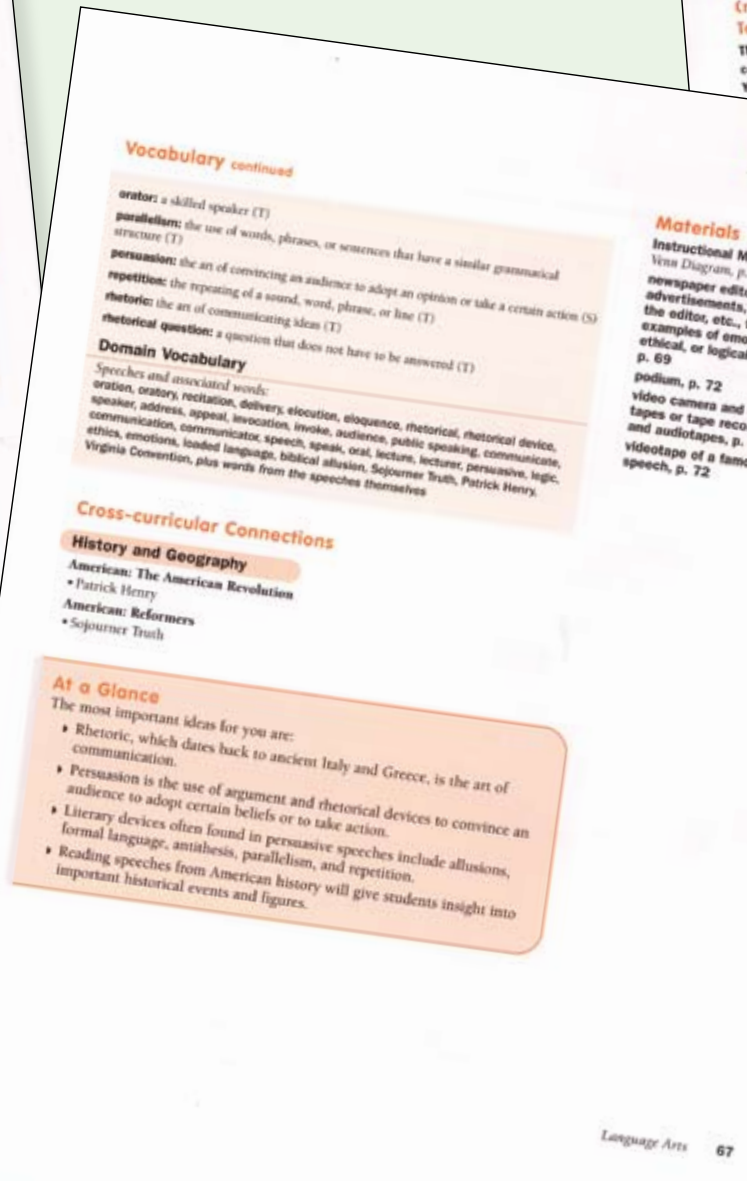 Vocabulary continued
orator: a skilled speaker (T)
parallelism: the use of words, phrases, or sentences that have a similar grammatical
structure (T)
persuasion: the art of convincing an audience to adopt an opinion or take a certain action (S)
repetition: the repeating of a sound, word, phrase, or line (T)
rhetoric: the art of communicating ideas (T)
rhetorical question: a question that does not have to be answered (T)
Domain Vocabulary
Speeches and associated words:
oration, oratory, recitation, delivery, elocution, eloquence, rhetorical, rhetorical device,
speaker, address, appeal, invocation, invoke, audience, public speaking, communicate,
communication, communicator, speech, speak, oral, lecture, lecturer, persuasive, logic,
ethics, emotions, loaded language, biblical allusion, Sojourner Truth, Patrick Henry,
Virginia Convention, plus words from the speeches themselves
Cross-curricular Connections
History and Geography
American: The American Revolution
• Patrick Henry
American: Reformers
• Sojourner Truth
At a Glance
The most important ideas for you are:
▸ Rhetoric, which dates back to ancient Italy and Greece, is the art of
communication.
▸ Persuasion is the use of argument and rhetorical devices to convince an
audience to adopt certain beliefs or to take action.
▸ Literary devices often found in persuasive speeches include allusions,
formal language, antithesis, parallelism, and repetition.
▸ Reading speeches from American history will give students insight into
important historical events and figures.
Materials
Instructional M
Venn Diagram, p.
newspaper edito
advertisements,
the editor, etc.,
examples of emo
ethical, or logical
p. 69
podium, p. 72
video camera and
tapes or tape reco
and audiotapes, p.
videotape of a famo
speech, p. 72
Language Arts 67